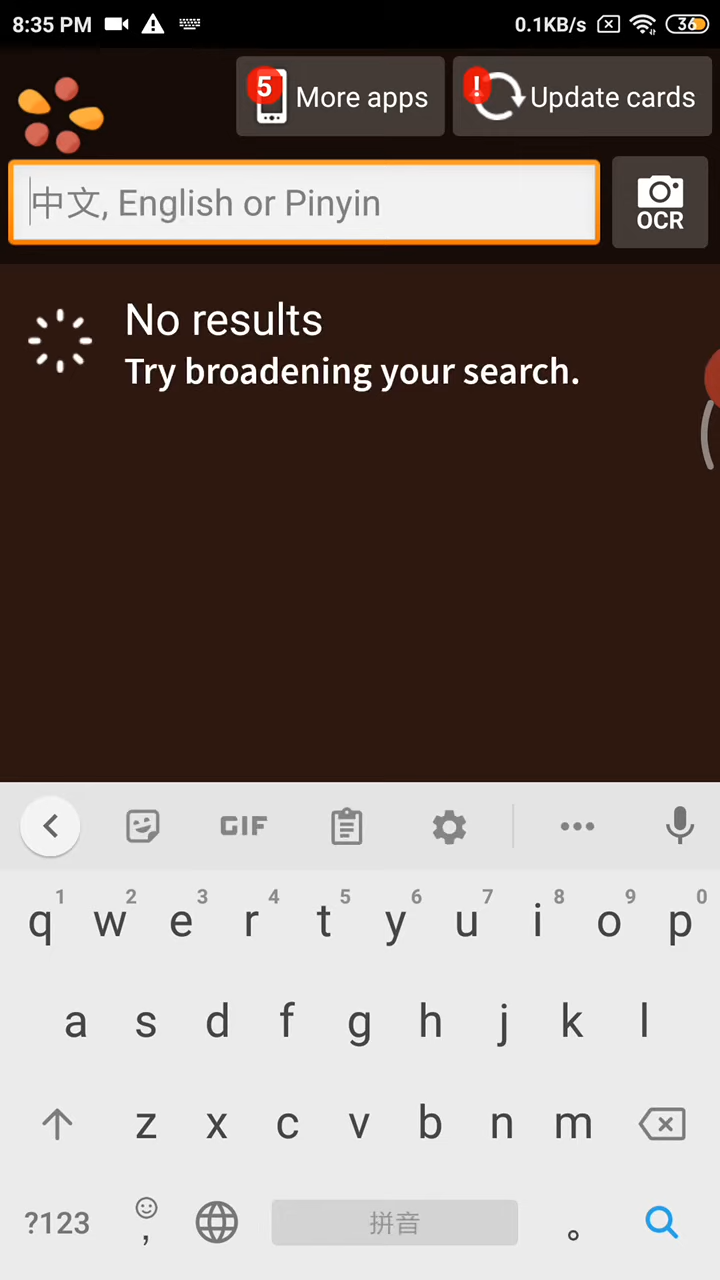 8:35 PM 0.1KB/s 36
5 More apps ! Update cards
中文, English or Pinyin
OCR
No results
Try broadening your search.
GIF
1 2 3 4 5 6 7 8 9 0
q w e r t y u i o p
a s d f g h j k l
z x c v b n m
?123 , 拼音 。